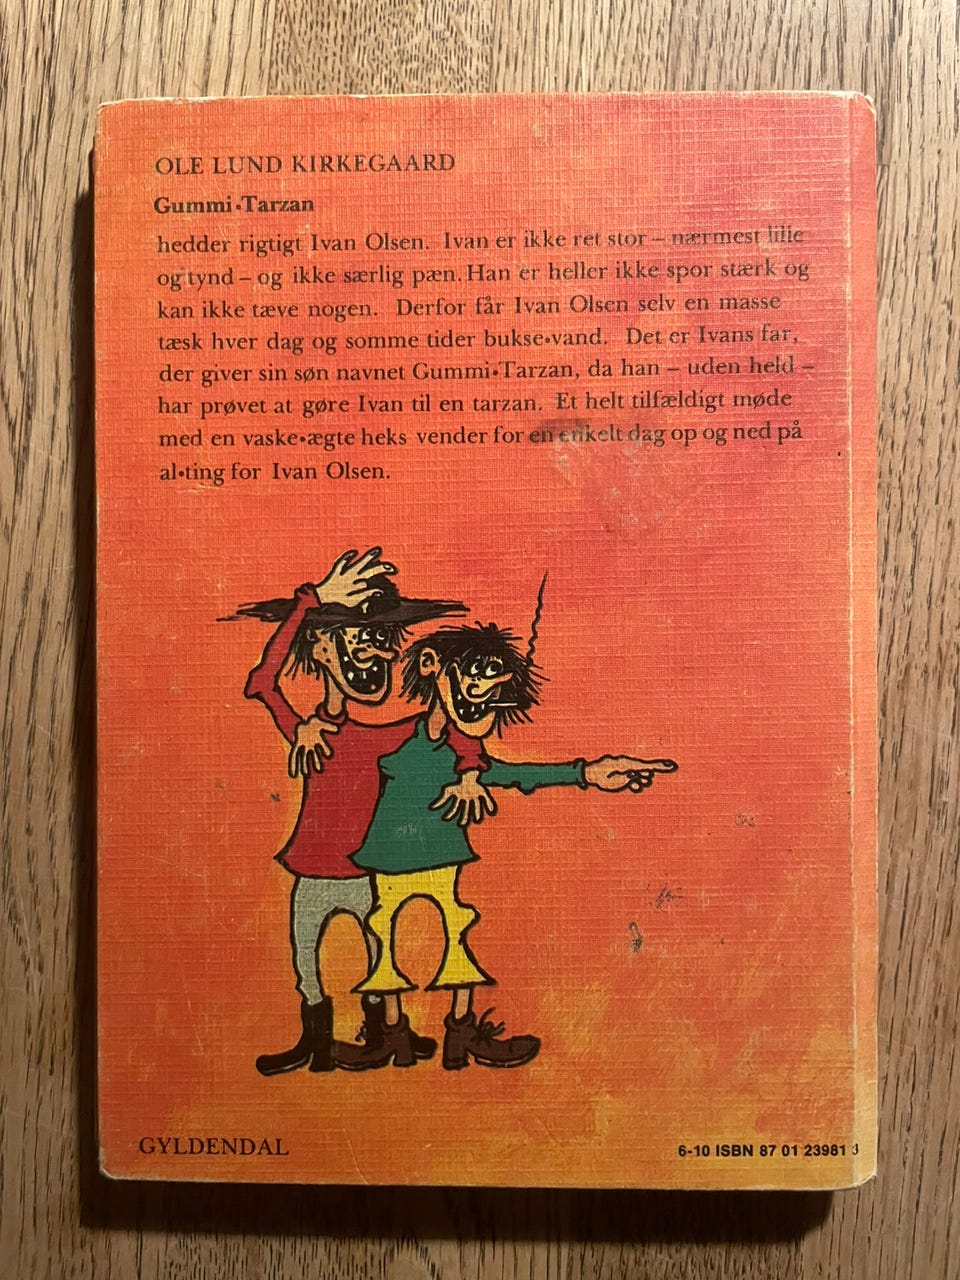 OLE LUND KIRKEGAARD
Gummi•Tarzan
hedder rigtigt Ivan Olsen. Ivan er ikke ret stor – nærmest lille
og tynd – og ikke særlig pæn. Han er heller ikke spor stærk og
kan ikke tæve nogen. Derfor får Ivan Olsen selv en masse
tæsk hver dag og somme tider bukse•vand. Det er Ivans far,
der giver sin søn navnet Gummi•Tarzan, da han – uden held –
har prøvet at gøre Ivan til en tarzan. Et helt tilfældigt møde
med en vaske•ægte heks vender for en enkelt dag op og ned på
al•ting for Ivan Olsen.
GYLDENDAL
6-10 ISBN 87 01 23981 3